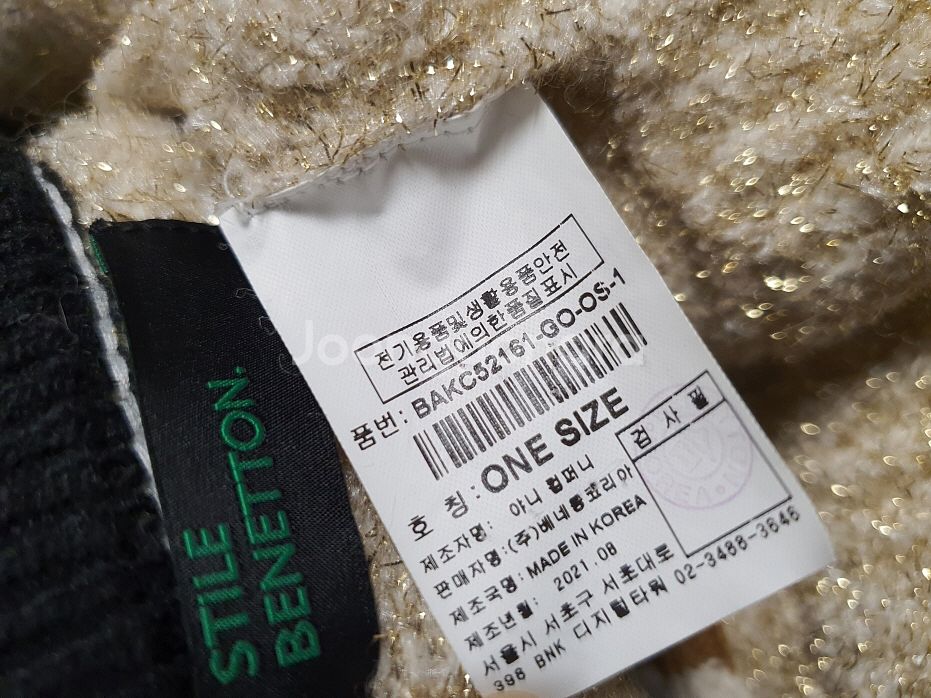 전기용품및생활용품안전
관리법에의한품질표시
품번: BAKC52161-GO-OS-1
호 칭: ONE SIZE
제조자명: 아니 컴퍼니
판매자명: (주)베네통코리아
제조국명: MADE IN KOREA
제조년월: 2021.08
서울시 서초구 서초대로
398 BNK 디지털타워 02-3488-3646
검 사 필
STILE
BENETTON.